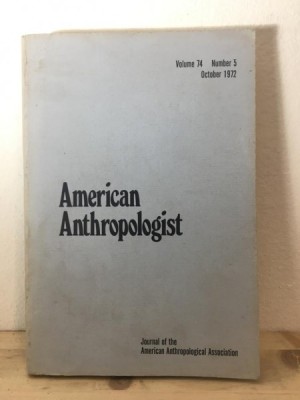 Volume 74 Number 5
October 1972
American
Anthropologist
Journal of the
American Anthropological Association